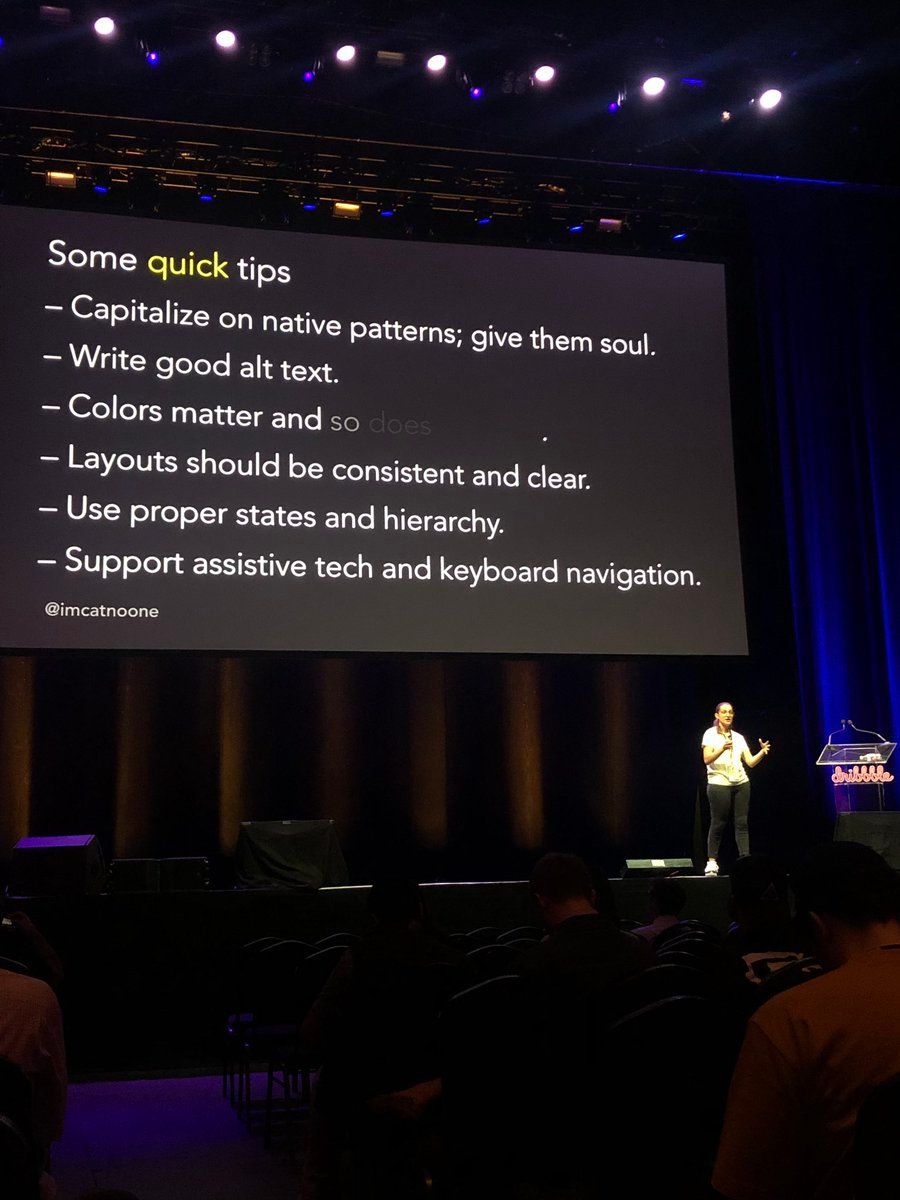 Some quick tips
– Capitalize on native patterns; give them soul.
– Write good alt text.
– Colors matter and so does .
– Layouts should be consistent and clear.
– Use proper states and hierarchy.
– Support assistive tech and keyboard navigation.
@imcatnoone
dribbble